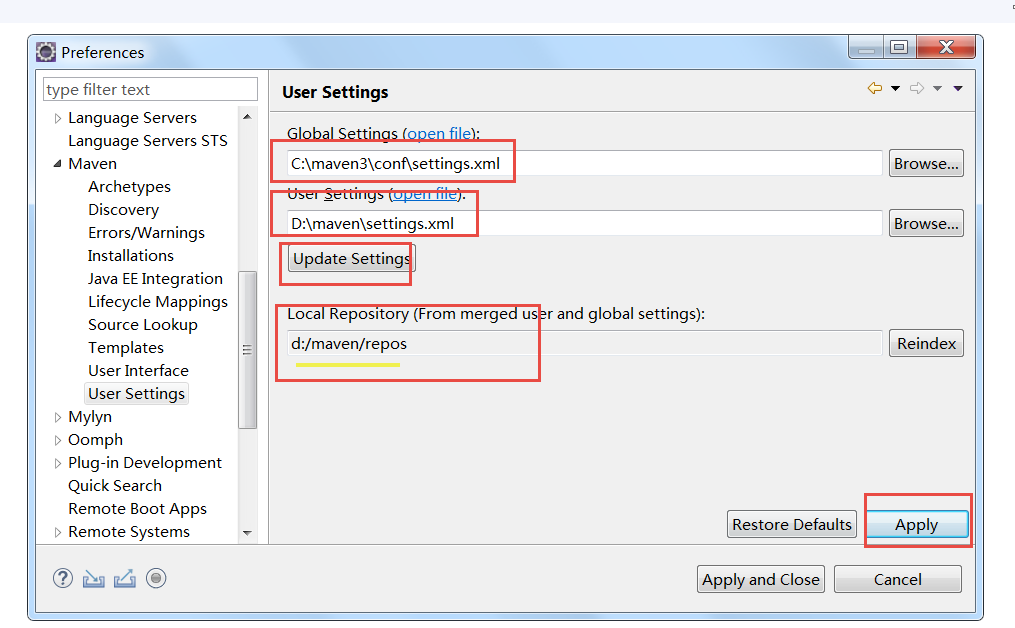 Preferences
type filter text
Language Servers
Language Servers STS
Maven
Archetypes
Discovery
Errors/Warnings
Installations
Java EE Integration
Lifecycle Mappings
Source Lookup
Templates
User Interface
User Settings
Mylyn
Oomph
Plug-in Development
Quick Search
Remote Boot Apps
Remote Systems
User Settings
Global Settings (open file):
C:\maven3\conf\settings.xml Browse...
User Settings (open file):
D:\maven\settings.xml Browse...
Update Settings
Local Repository (From merged user and global settings):
d:/maven/repos Reindex
Restore Defaults Apply
Apply and Close Cancel